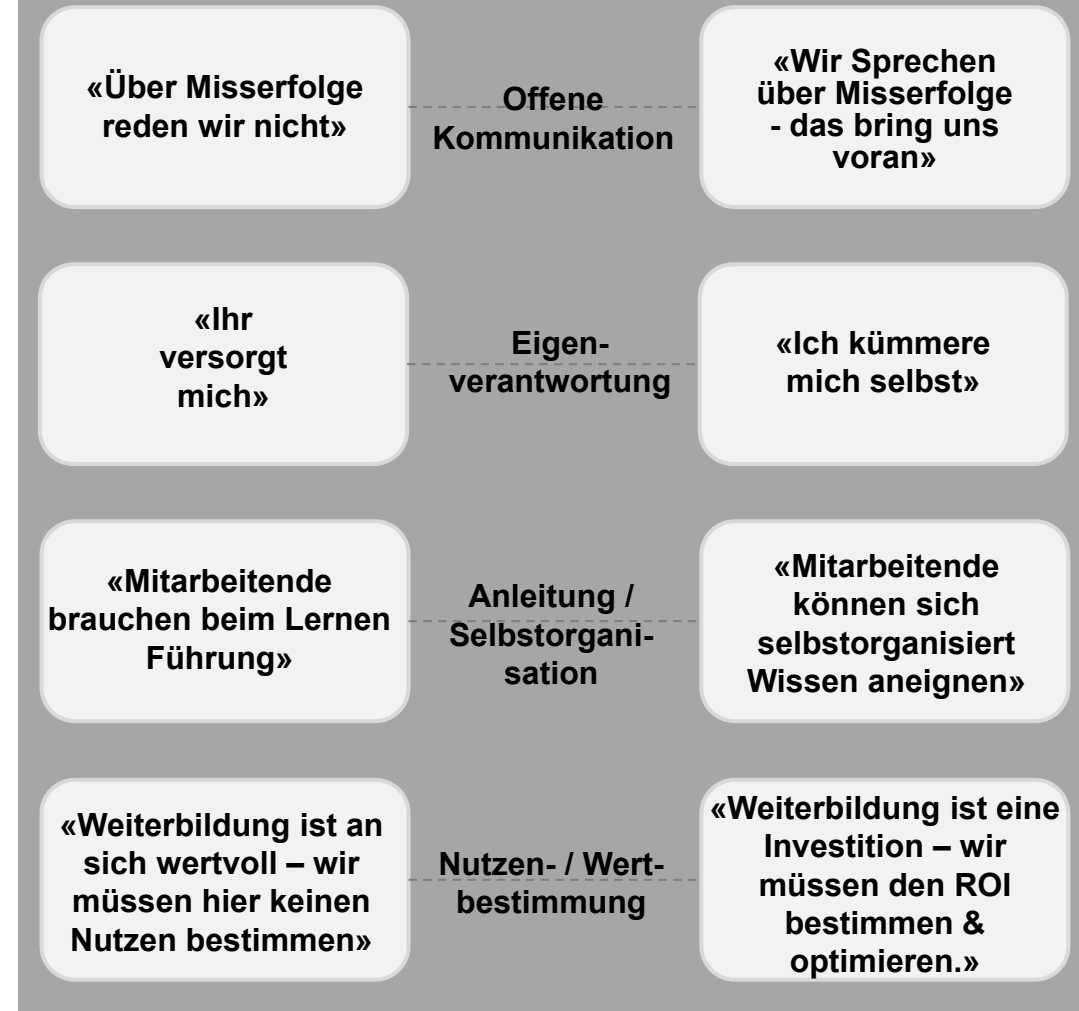 «Über Misserfolge
reden wir nicht»
Offene
Kommunikation
«Wir Sprechen
über Misserfolge
- das bring uns
voran»
«Ihr
versorgt
mich»
Eigen-
verantwortung
«Ich kümmere
mich selbst»
«Mitarbeitende
brauchen beim Lernen
Führung»
Anleitung /
Selbstorgani-
sation
«Mitarbeitende
können sich
selbstorganisiert
Wissen aneignen»
«Weiterbildung ist an
sich wertvoll – wir
müssen hier keinen
Nutzen bestimmen»
Nutzen- / Wert-
bestimmung
«Weiterbildung ist eine
Investition – wir
müssen den ROI
bestimmen &
optimieren.»